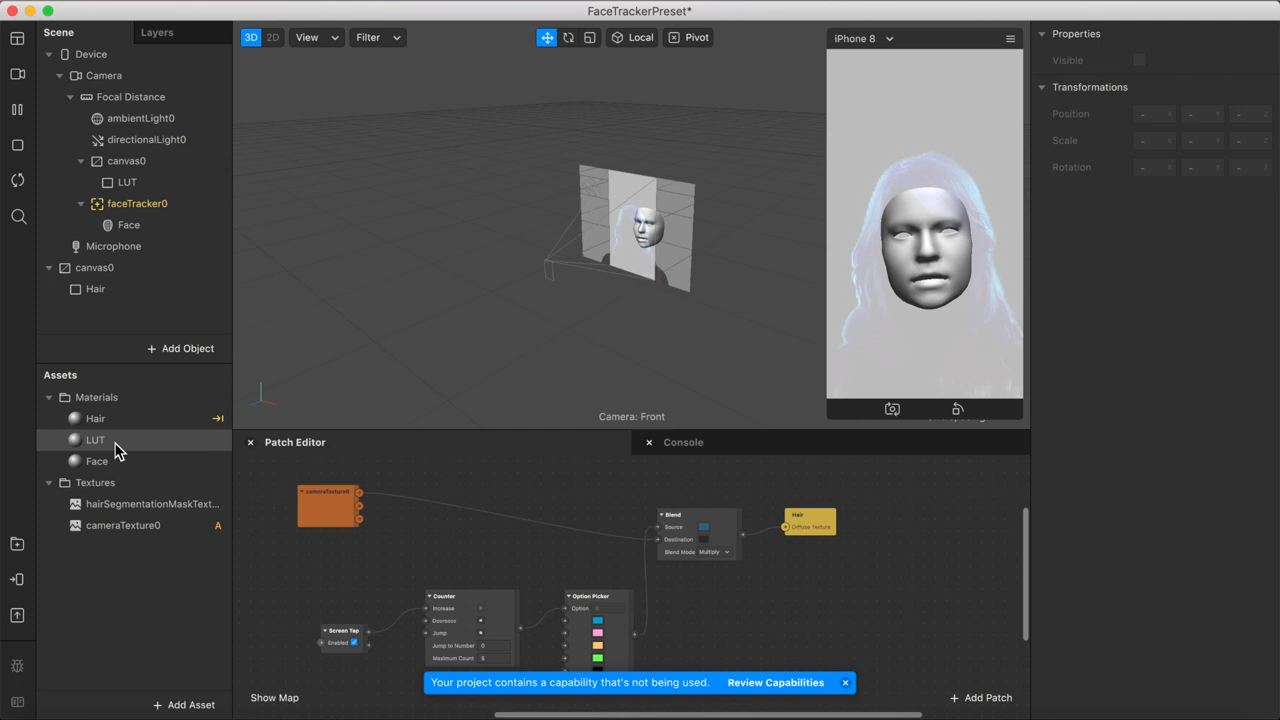 FaceTrackerPreset*
Scene
Layers
Device
Camera
Focal Distance
ambientLight0
directionalLight0
canvas0
LUT
faceTracker0
Face
Microphone
canvas0
Hair
+ Add Object
Assets
Materials
Hair
LUT
Face
Textures
hairSegmentationMaskText...
cameraTexture0
A
+ Add Asset
3D
2D
View
Filter
Local
Pivot
Camera: Front
iPhone 8
Properties
Visible
Transformations
Position
- X
- Y
- Z
Scale
- X
- Y
- Z
Rotation
- X
- Y
- Z
Patch Editor
Console
cameraTexture0
Blend
Source
Destination
Blend Mode Multiply
Hair
Diffuse Texture
Screen Tap
Enabled
Counter
Increase
Decrease
Jump
Jump to Number 0
Maximum Count 5
Option Picker
Option
Your project contains a capability that's not being used. Review Capabilities
Show Map
+ Add Patch